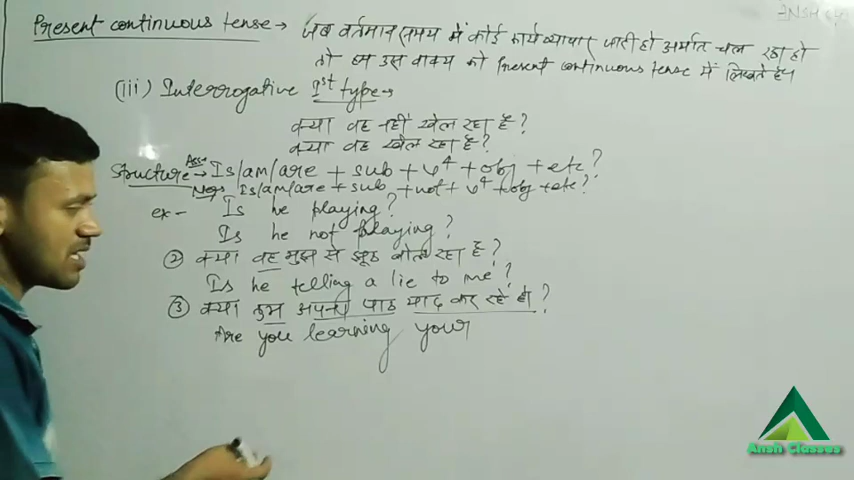 Present continuous tense → जब वर्तमान समय में कोई कार्य व्यापार जारी हो अर्थात चल रहा हो
तो हम उस वाक्य को Present continuous tense में लिखते है।
(iii) Interrogative Ist type →
क्या वह नहीं खेल रहा है?
क्या वह खेल रहा है?
Structure → Is/am/are + sub + v4 + obj + etc?
Neg → Is/am/are + sub + not + v4 + obj + etc?
ex - Is he playing?
Is he not playing?
② क्या वह मुझ से झूठ बोल रहा है?
Is he telling a lie to me?
③ क्या तुम अपना पाठ याद कर रहे हो?
Are you learning your
Ansh Classes